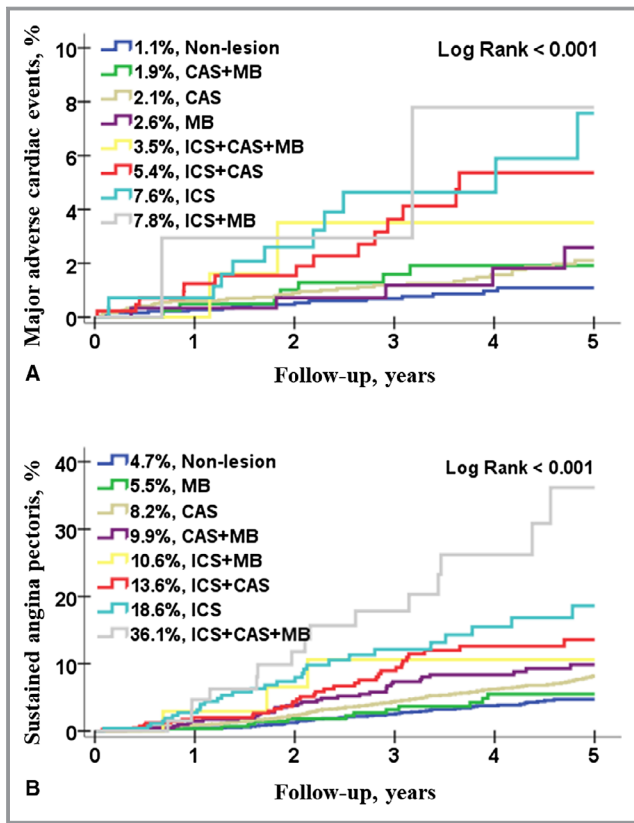 Major adverse cardiac events, %
10
8
6
4
2
0
1.1%, Non-lesion
1.9%, CAS+MB
2.1%, CAS
2.6%, MB
3.5%, ICS+CAS+MB
5.4%, ICS+CAS
7.6%, ICS
7.8%, ICS+MB
Log Rank < 0.001
0 1 2 3 4 5
Follow-up, years
A
Sustained angina pectoris, %
40
30
20
10
0
4.7%, Non-lesion
5.5%, MB
8.2%, CAS
9.9%, CAS+MB
10.6%, ICS+MB
13.6%, ICS+CAS
18.6%, ICS
36.1%, ICS+CAS+MB
Log Rank < 0.001
0 1 2 3 4 5
Follow-up, years
B